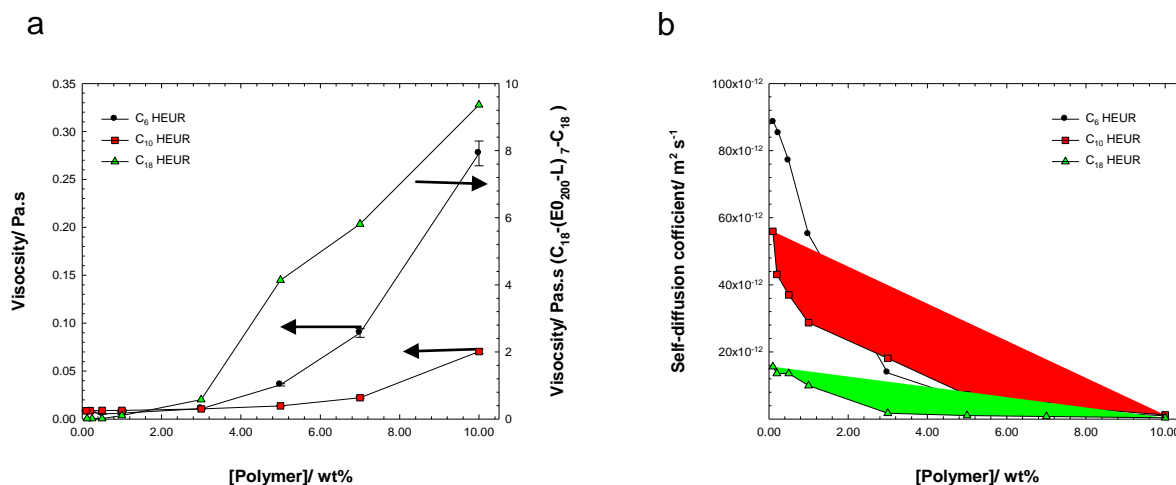 a
0.35
0.30
0.25
0.20
0.15
0.10
0.05
0.00
Visocsity/ Pa.s
C6 HEUR
C10 HEUR
C18 HEUR
10
8
6
4
2
0
Visocosity/ Pas.s (C18-(E0200-L) 7-C18 )
0.00 2.00 4.00 6.00 8.00 10.00
[Polymer]/ wt%
b
100x10-12
80x10-12
60x10-12
40x10-12
20x10-12
Self-diffusion cofficient/ m2 s-1
C6 HEUR
C10 HEUR
C18 HEUR
0.00 2.00 4.00 6.00 8.00 10.00
[Polymer]/ wt%